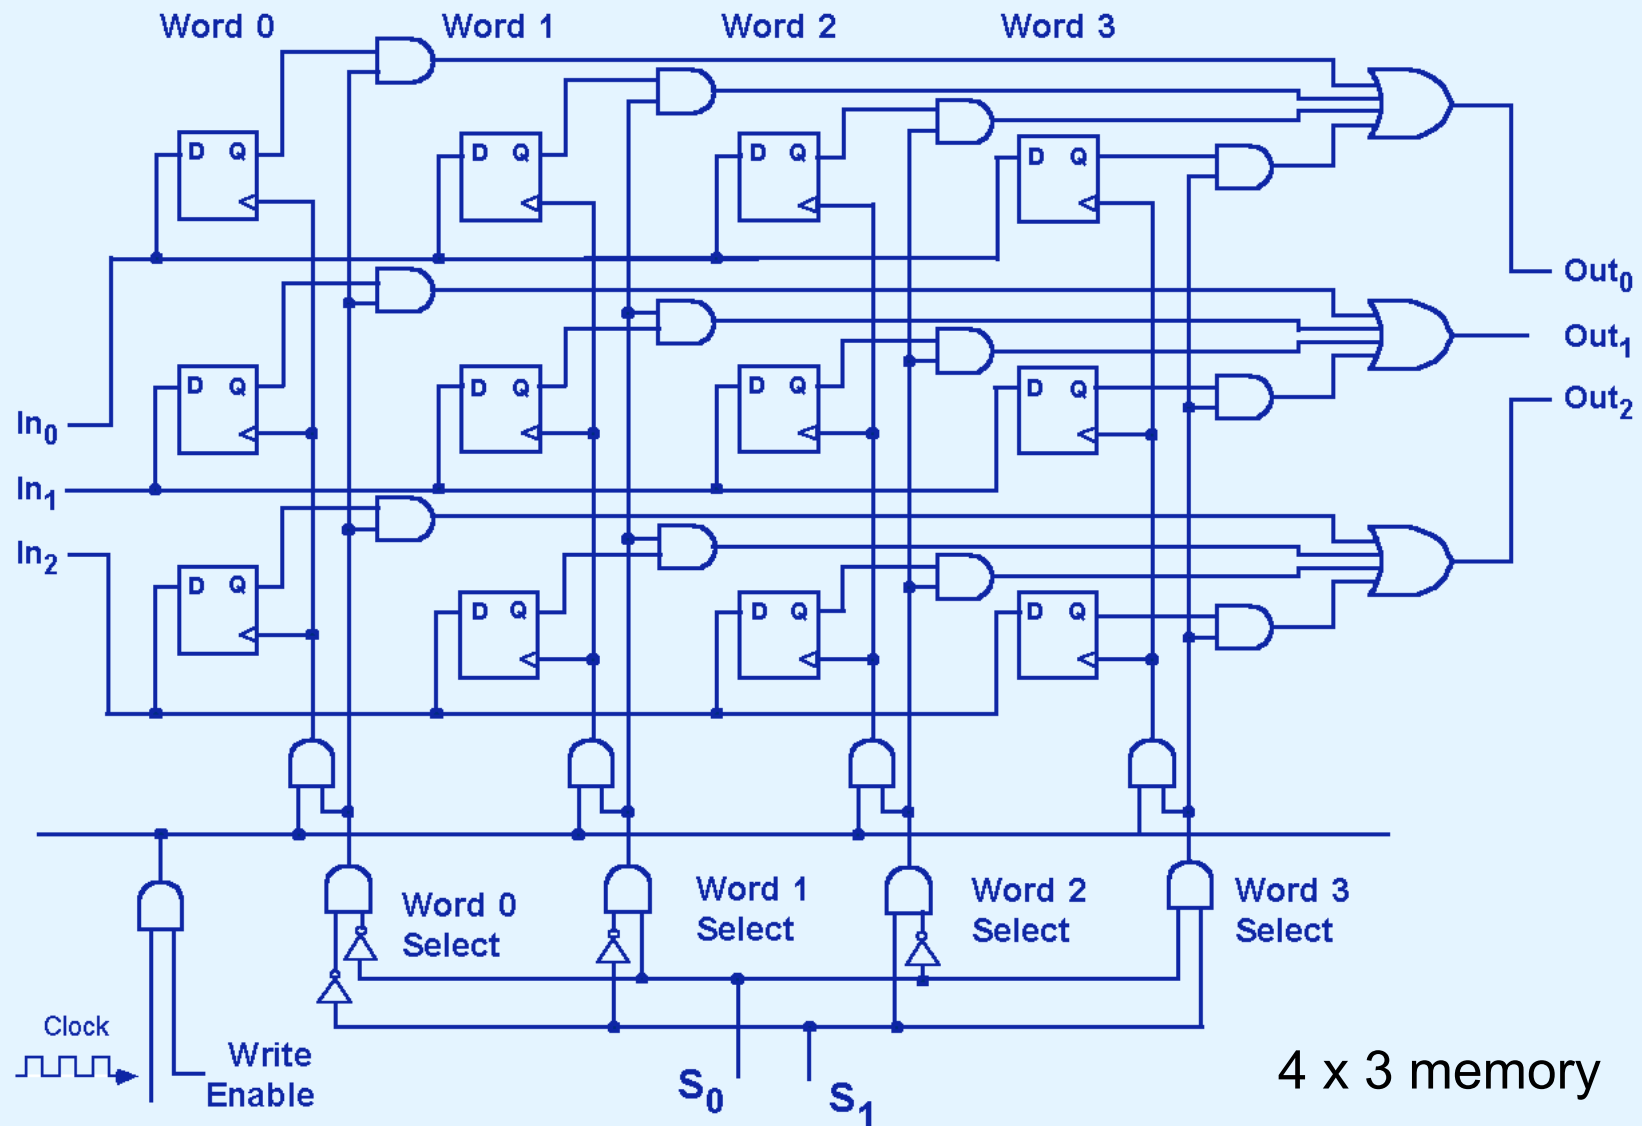 Word 0 Word 1 Word 2 Word 3
D Q D Q D Q D Q
Out0
D Q D Q D Q D Q
Out1
Out2
In0
In1
In2
D Q D Q D Q D Q
Word 0
Select
Word 1
Select
Word 2
Select
Word 3
Select
Clock
Write
Enable
S0
S1
4 x 3 memory